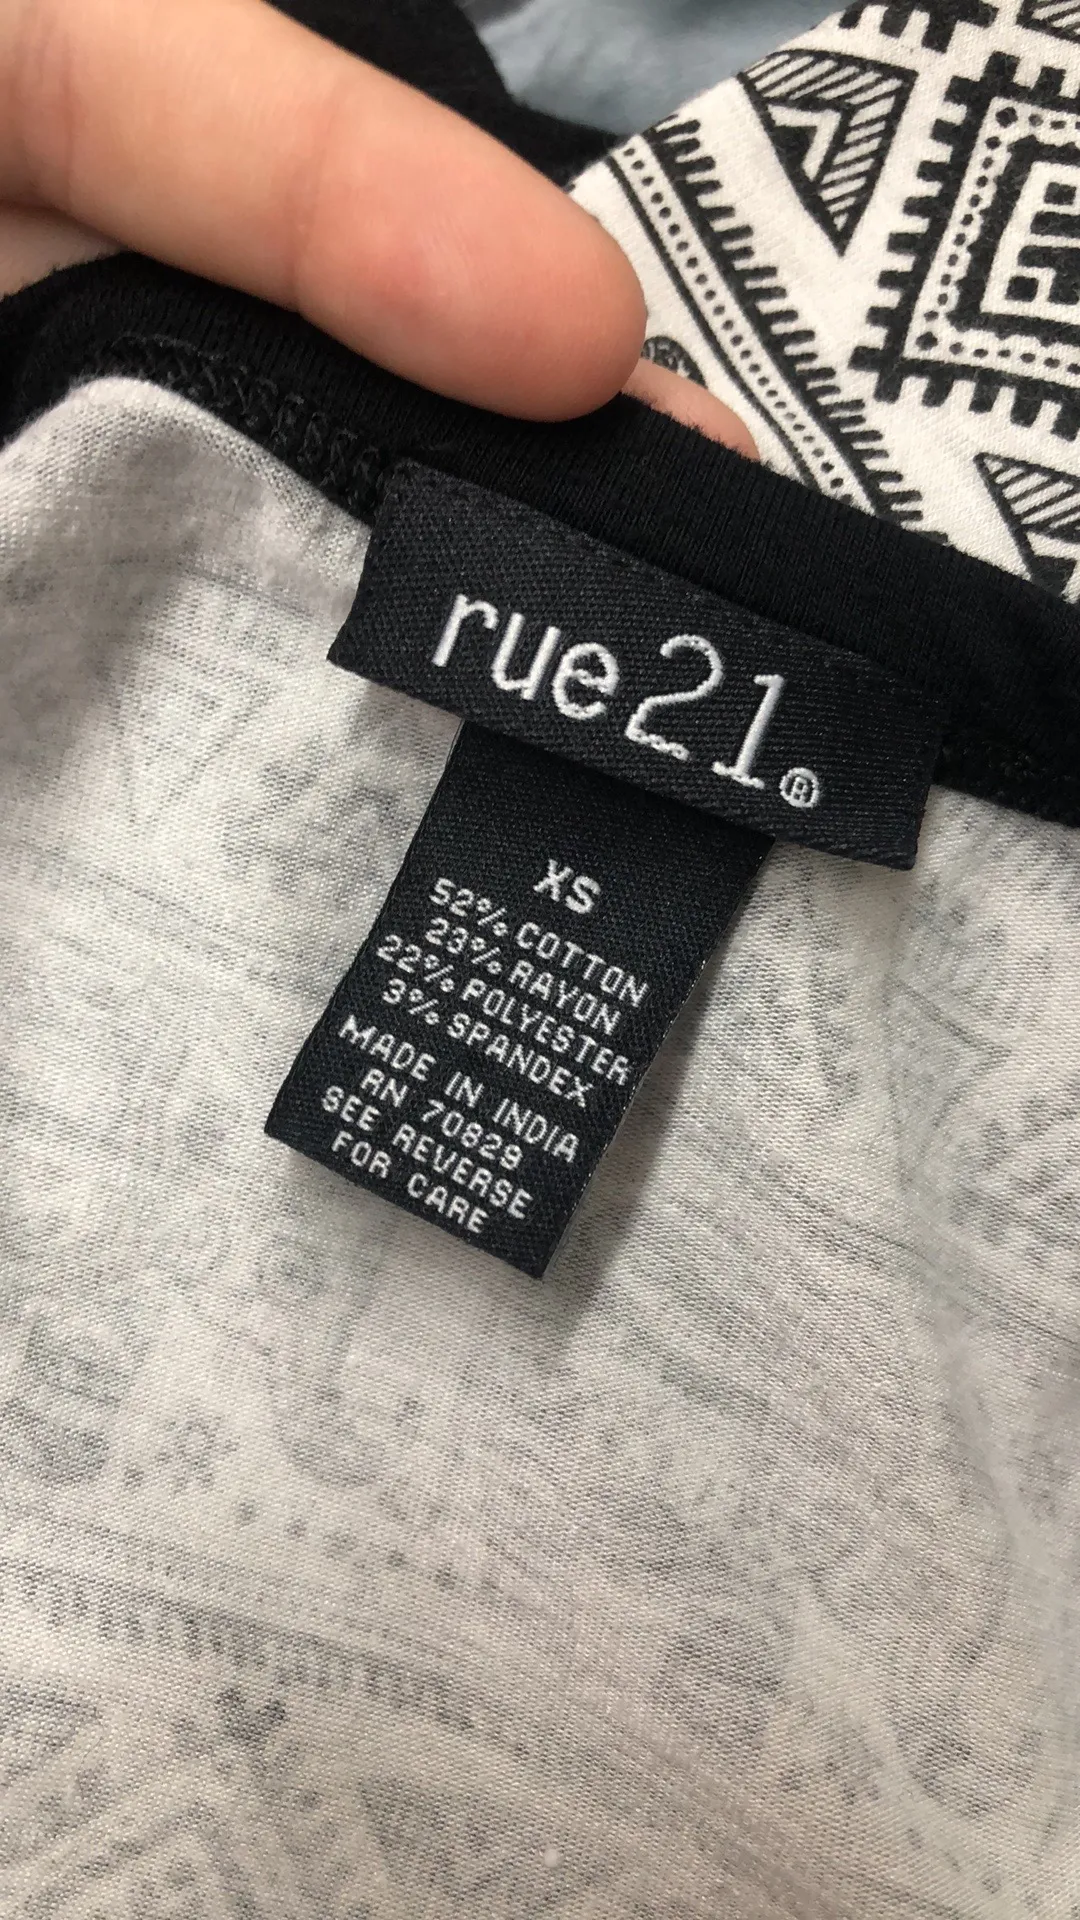 rue21®
XS
52% COTTON
23% RAYON
22% POLYESTER
3% SPANDEX
MADE IN INDIA
RN 70829
SEE REVERSE
FOR CARE